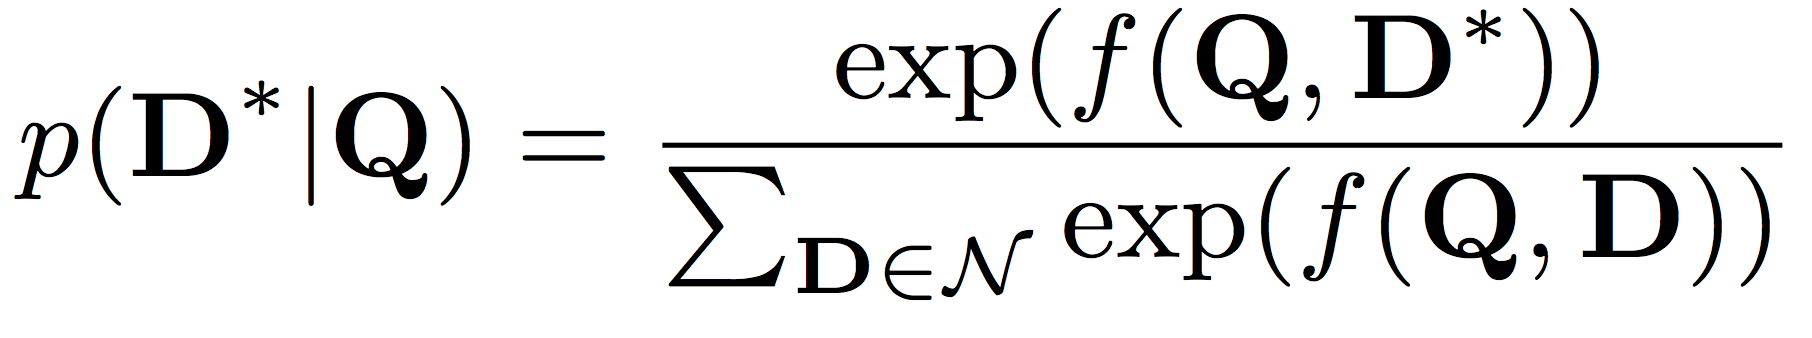 p(D*|Q) = exp(f(Q, D*)) / ∑_{D∈𝒩} exp(f(Q, D))